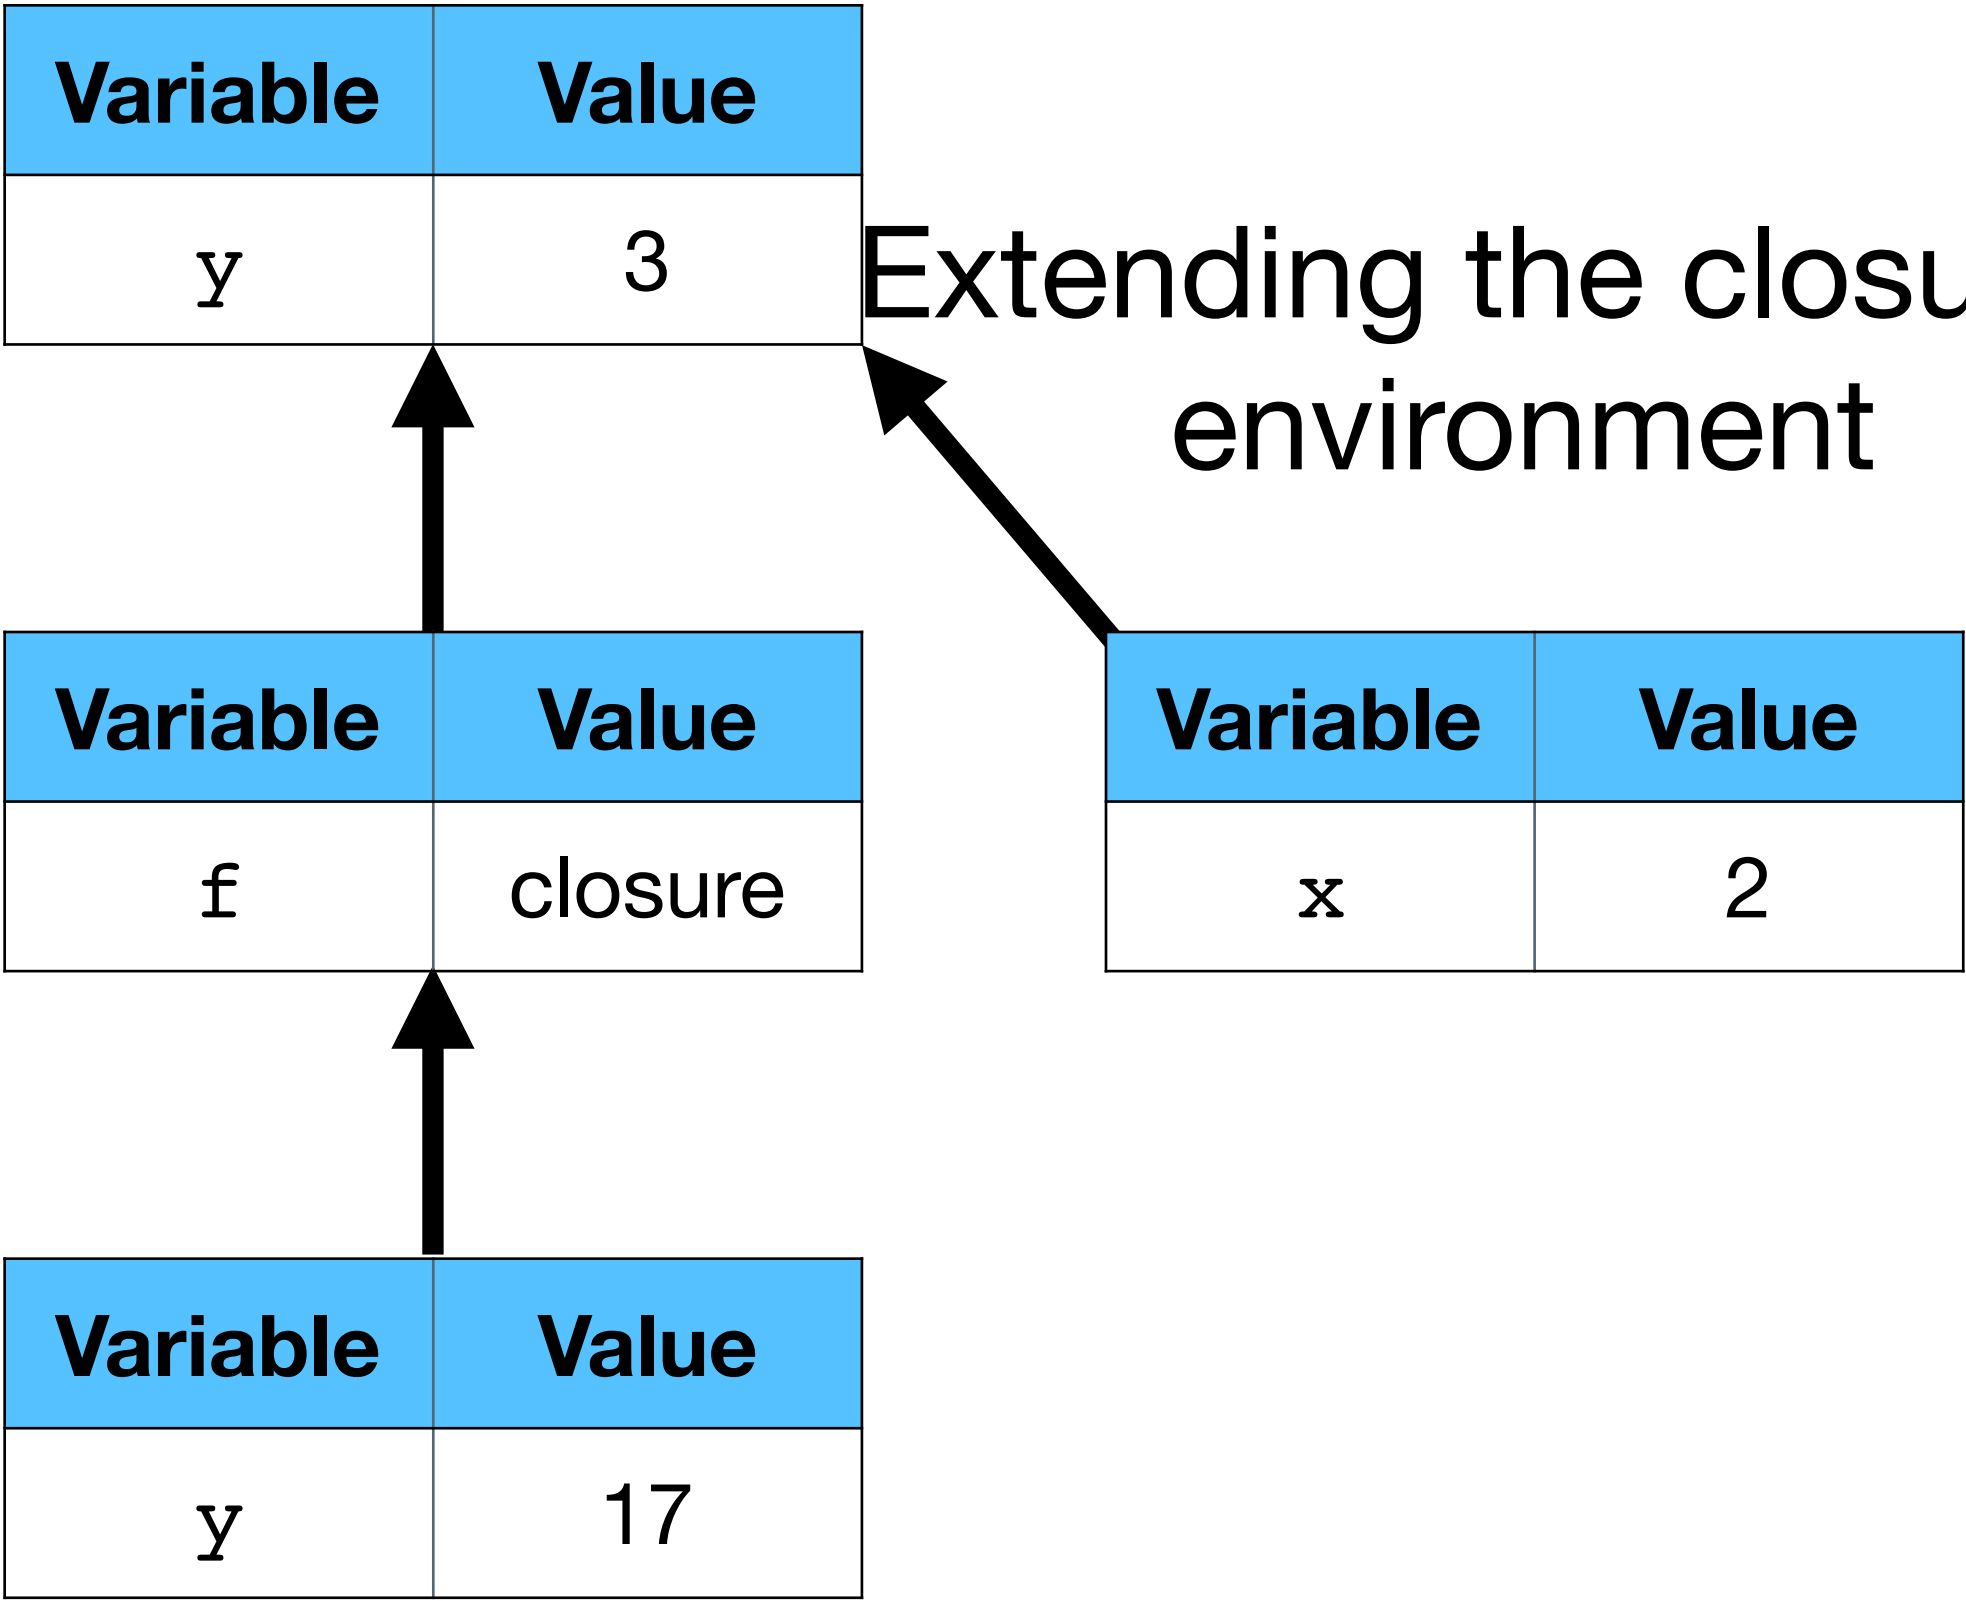 Variable Value
y 3
Extending the closu
environment
Variable Value
f closure
Variable Value
x 2
Variable Value
y 17